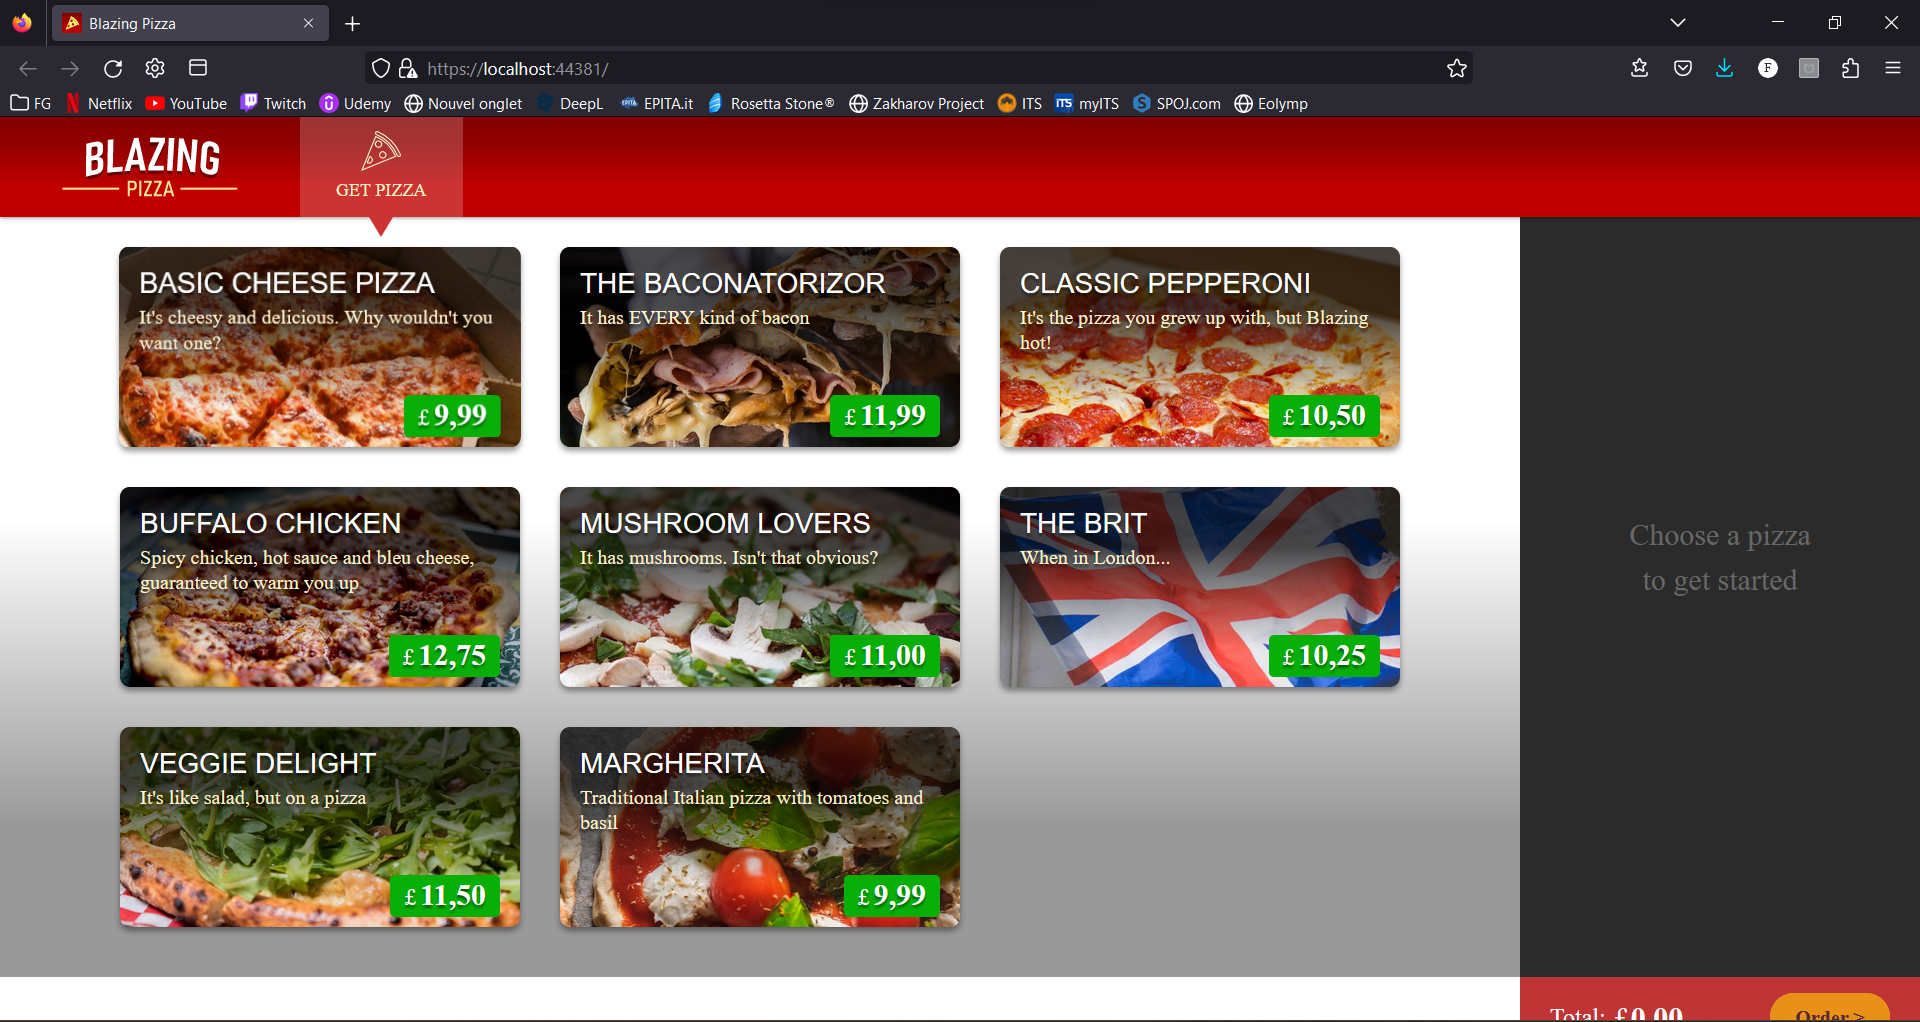 Blazing Pizza
https://localhost:44381/
FG
Netflix
YouTube
Twitch
Udemy
Nouvel onglet
DeepL
EPITA.it
Rosetta Stone®
Zakharov Project
ITS
myITS
SPOJ.com
Eolymp
BLAZING
PIZZA
GET PIZZA
BASIC CHEESE PIZZA
It's cheesy and delicious. Why wouldn't you
want one?
£ 9,99
THE BACONATORIZOR
It has EVERY kind of bacon
£ 11,99
CLASSIC PEPPERONI
It's the pizza you grew up with, but Blazing
hot!
£ 10,50
BUFFALO CHICKEN
Spicy chicken, hot sauce and bleu cheese,
guaranteed to warm you up
£ 12,75
MUSHROOM LOVERS
It has mushrooms. Isn't that obvious?
£ 11,00
THE BRIT
When in London...
£ 10,25
VEGGIE DELIGHT
It's like salad, but on a pizza
£ 11,50
MARGHERITA
Traditional Italian pizza with tomatoes and
basil
£ 9,99
Choose a pizza
to get started
Total: £0,00
Order >